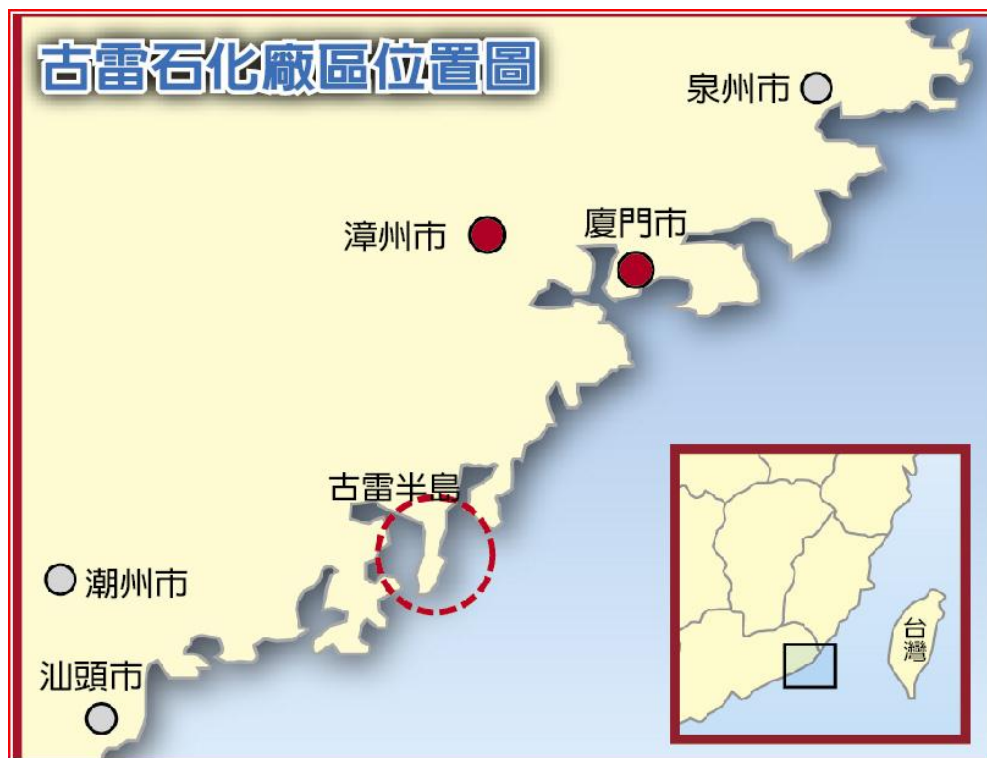 古雷石化廠區位置圖
泉州市
廈門市
漳州市
古雷半島
潮州市
汕頭市
台灣